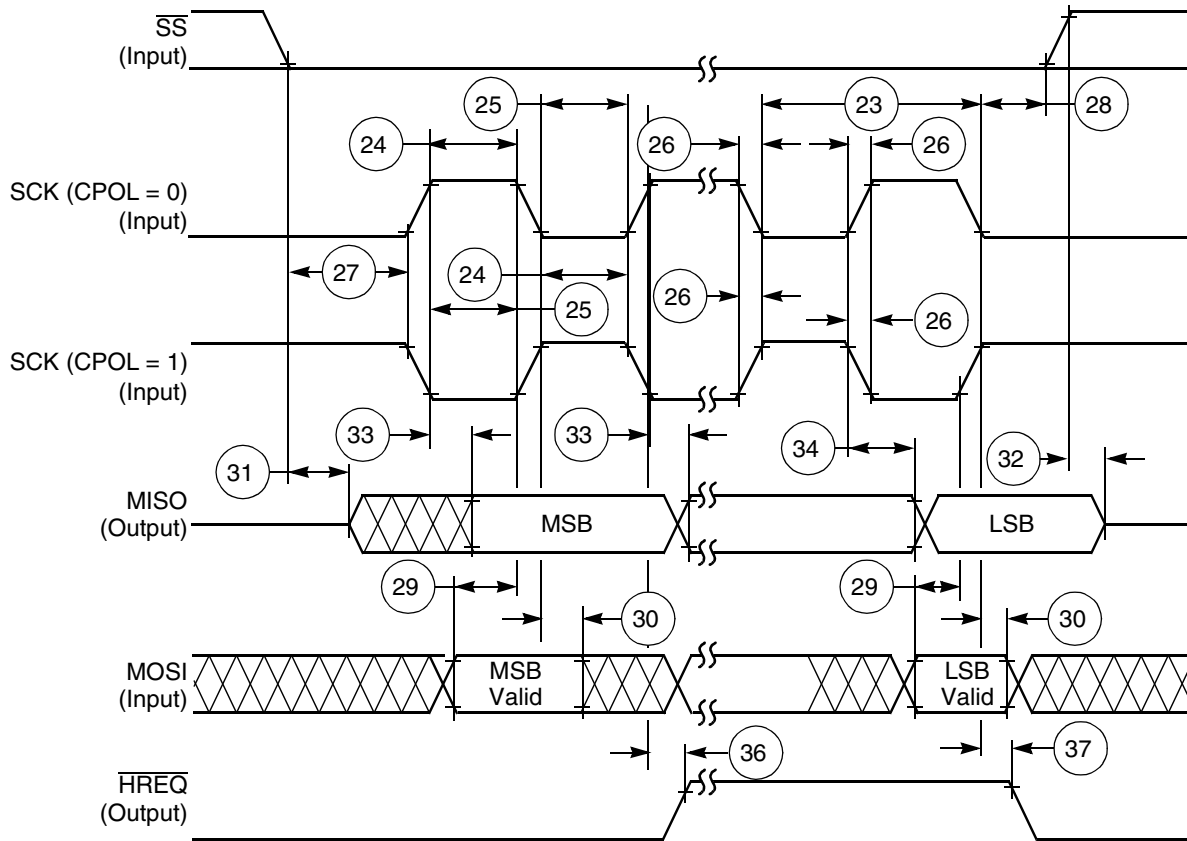 SS
(Input)
25
23
28
24
26
26
SCK (CPOL = 0)
(Input)
27
24
26
25
26
SCK (CPOL = 1)
(Input)
33
33
34
31
32
MISO
(Output)
MSB
LSB
29
29
30
30
MOSI
(Input)
MSB
Valid
LSB
Valid
36
37
HREQ
(Output)